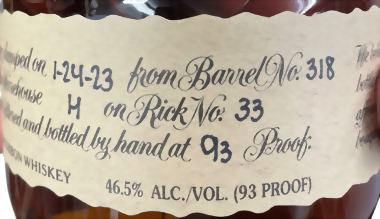 on 1-24-23 from Barrel No. 318
H on Rick No. 33
and bottled by hand at 93 Proof.
WHISKEY
46.5% ALC./VOL. (93 PROOF)